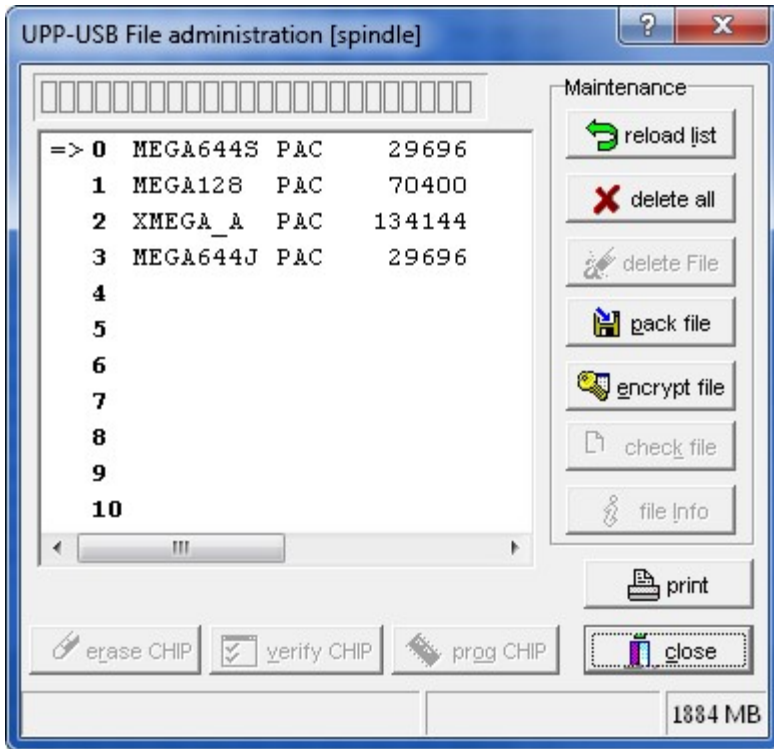 UPP-USB File administration [spindle]
? X
Maintenance
=> 0 MEGA644S PAC 29696
1 MEGA128 PAC 70400
2 XMEGA_A PAC 134144
3 MEGA644J PAC 29696
4
5
6
7
8
9
10
reload list
delete all
delete File
pack file
encrypt file
check file
file Info
print
erase CHIP
verify CHIP
prog CHIP
close
1884 MB